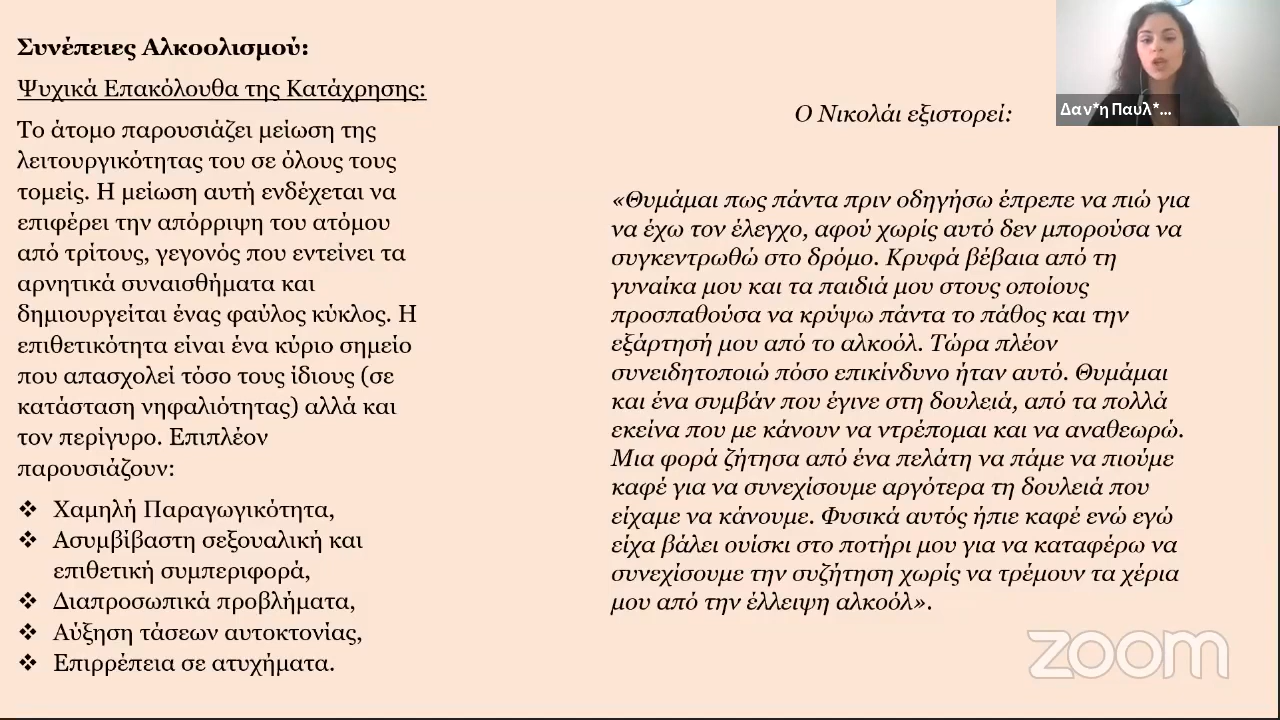 Συνέπειες Αλκοολισμού:
Ψυχικά Επακόλουθα της Κατάχρησης:
Το άτομο παρουσιάζει μείωση της
λειτουργικότητας του σε όλους τους
τομείς. Η μείωση αυτή ενδέχεται να
επιφέρει την απόρριψη του ατόμου
από τρίτους, γεγονός που εντείνει τα
αρνητικά συναισθήματα και
δημιουργείται ένας φαύλος κύκλος. Η
επιθετικότητα είναι ένα κύριο σημείο
που απασχολεί τόσο τους ίδιους (σε
κατάσταση νηφαλιότητας) αλλά και
τον περίγυρο. Επιπλέον
παρουσιάζουν:
❖ Χαμηλή Παραγωγικότητα,
❖ Ασυμβίβαστη σεξουαλική και
επιθετική συμπεριφορά,
❖ Διαπροσωπικά προβλήματα,
❖ Αύξηση τάσεων αυτοκτονίας,
❖ Επιρρέπεια σε ατυχήματα.
Ο Νικολάι εξιστορεί:
«Θυμάμαι πως πάντα πριν οδηγήσω έπρεπε να πιώ για
να έχω τον έλεγχο, αφού χωρίς αυτό δεν μπορούσα να
συγκεντρωθώ στο δρόμο. Κρυφά βέβαια από τη
γυναίκα μου και τα παιδιά μου στους οποίους
προσπαθούσα να κρύψω πάντα το πάθος και την
εξάρτησή μου από το αλκοόλ. Τώρα πλέον
συνειδητοποιώ πόσο επικίνδυνο ήταν αυτό. Θυμάμαι
και ένα συμβάν που έγινε στη δουλειά, από τα πολλά
εκείνα που με κάνουν να ντρέπομαι και να αναθεωρώ.
Μια φορά ζήτησα από ένα πελάτη να πάμε να πιούμε
καφέ για να συνεχίσουμε αργότερα τη δουλειά που
είχαμε να κάνουμε. Φυσικά αυτός ήπιε καφέ ενώ εγώ
είχα βάλει ουίσκι στο ποτήρι μου για να καταφέρω να
συνεχίσουμε την συζήτηση χωρίς να τρέμουν τα χέρια
μου από την έλλειψη αλκοόλ».
Δαν*η Παυλ*...
zoom